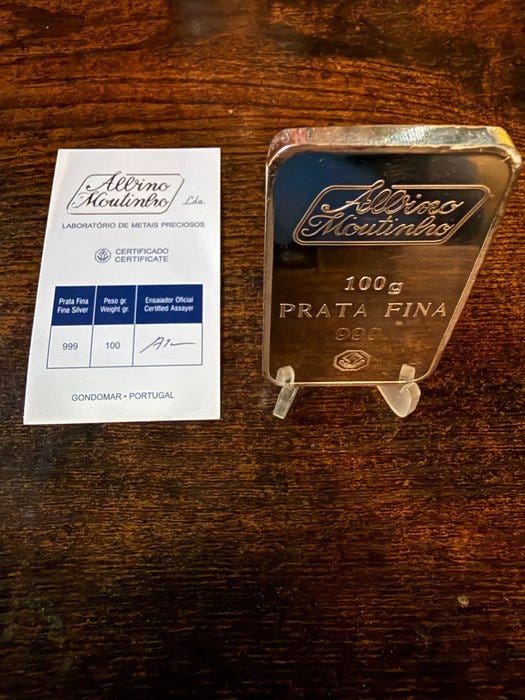 Albino
Moutinho Lda.
LABORATÓRIO DE METAIS PRECIOSOS
CERTIFICADO
CERTIFICATE
Prata Fina
Fine Silver
Peso gr.
Weight gr.
Ensaiador Oficial
Certified Assayer
999
100
GONDOMAR • PORTUGAL
Albino
Moutinho
100g
PRATA FINA
999